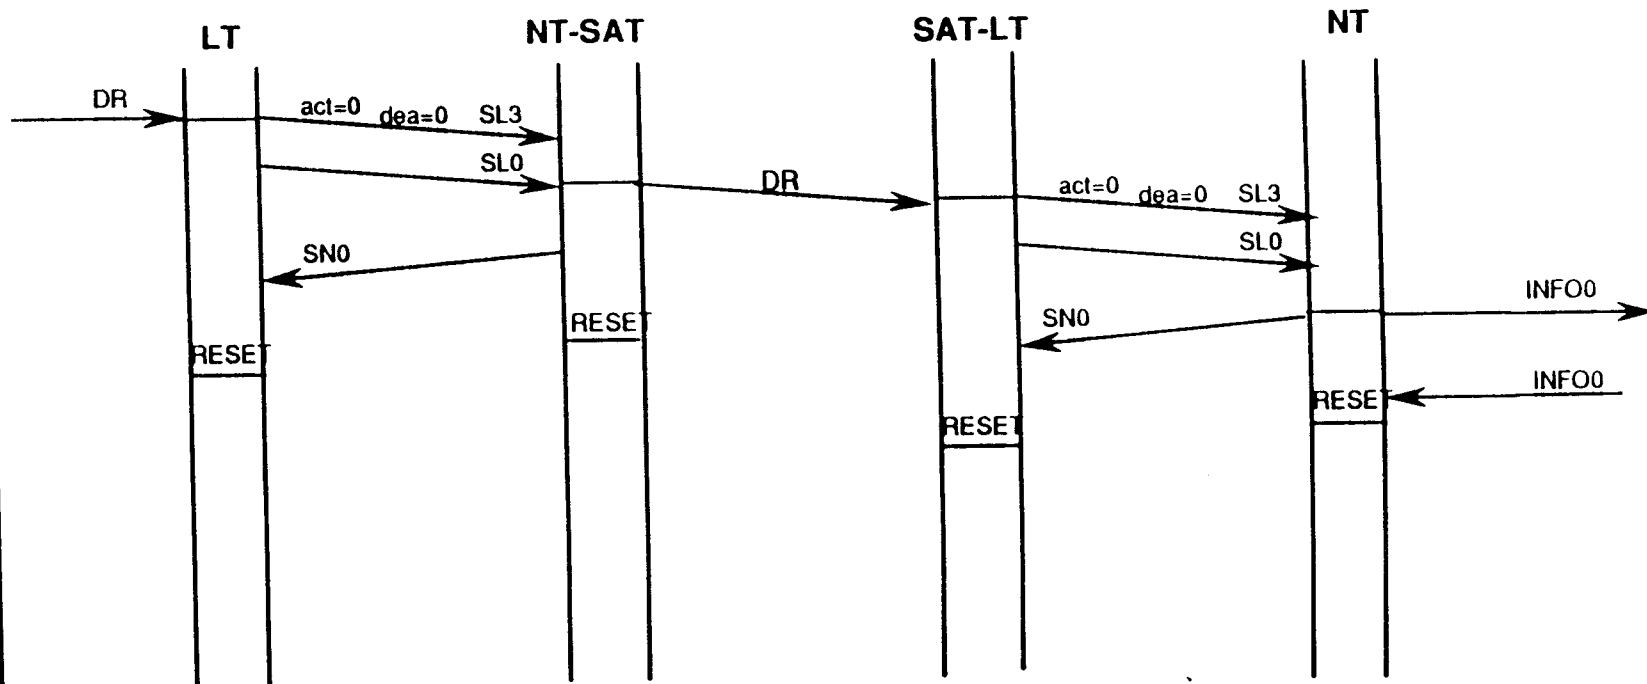 LT NT-SAT SAT-LT NT
DR act=0 dea=0 SL3
SL0 DR act=0 dea=0 SL3
SN0 SL0
INFO0
RESET SN0
RESET
INFO0
RESET
RESET